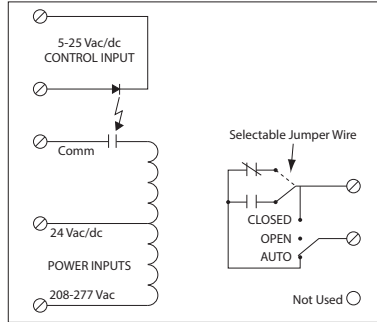 5-25 Vac/dc
CONTROL INPUT
Comm
Selectable Jumper Wire
24 Vac/dc
CLOSED
OPEN
AUTO
POWER INPUTS
208-277 Vac
Not Used